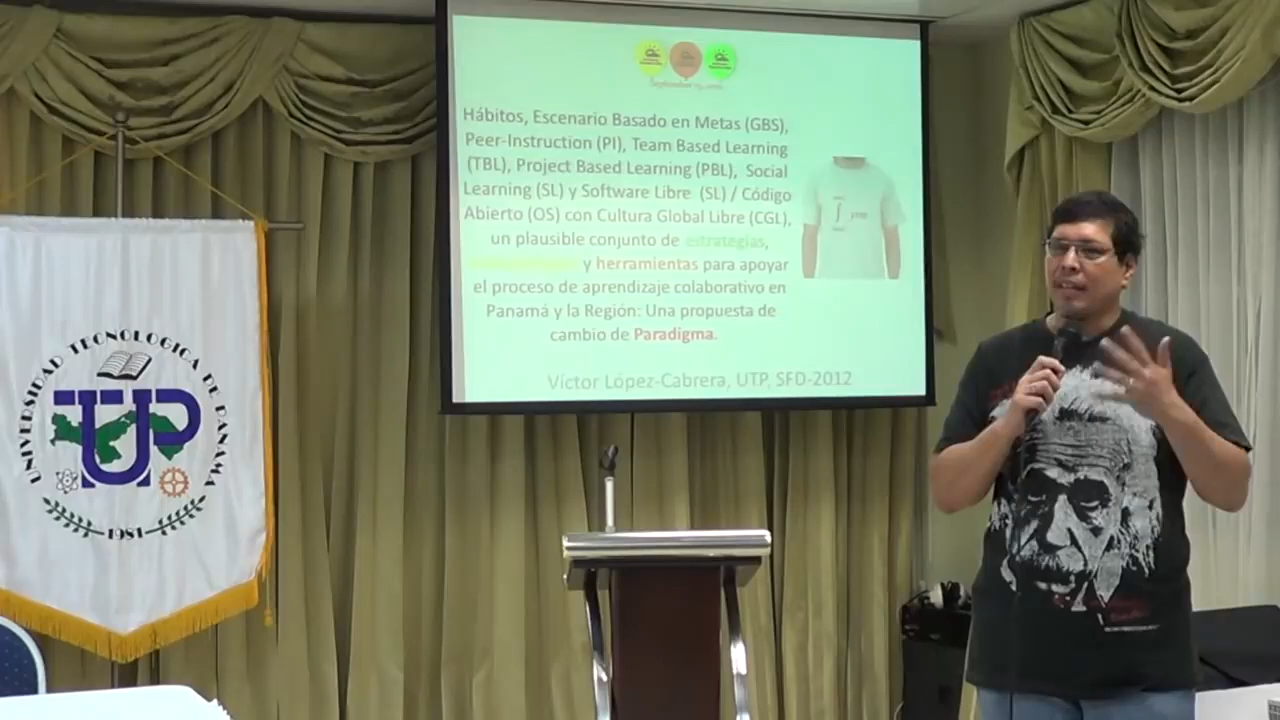 Hábitos, Escenario Basado en Metas (GBS),
Peer-Instruction (PI), Team Based Learning
(TBL), Project Based Learning (PBL), Social
Learning (SL) y Software Libre (SL) / Código
Abierto (OS) con Cultura Global Libre (CGL),
un plausible conjunto de estrategias,
y herramientas para apoyar
el proceso de aprendizaje colaborativo en
Panamá y la Región: Una propuesta de
cambio de Paradigma.
Víctor López-Cabrera, UTP, SFD-2012
UNIVERSIDAD TECNOLOGICA DE PANAMA
UTP
1981